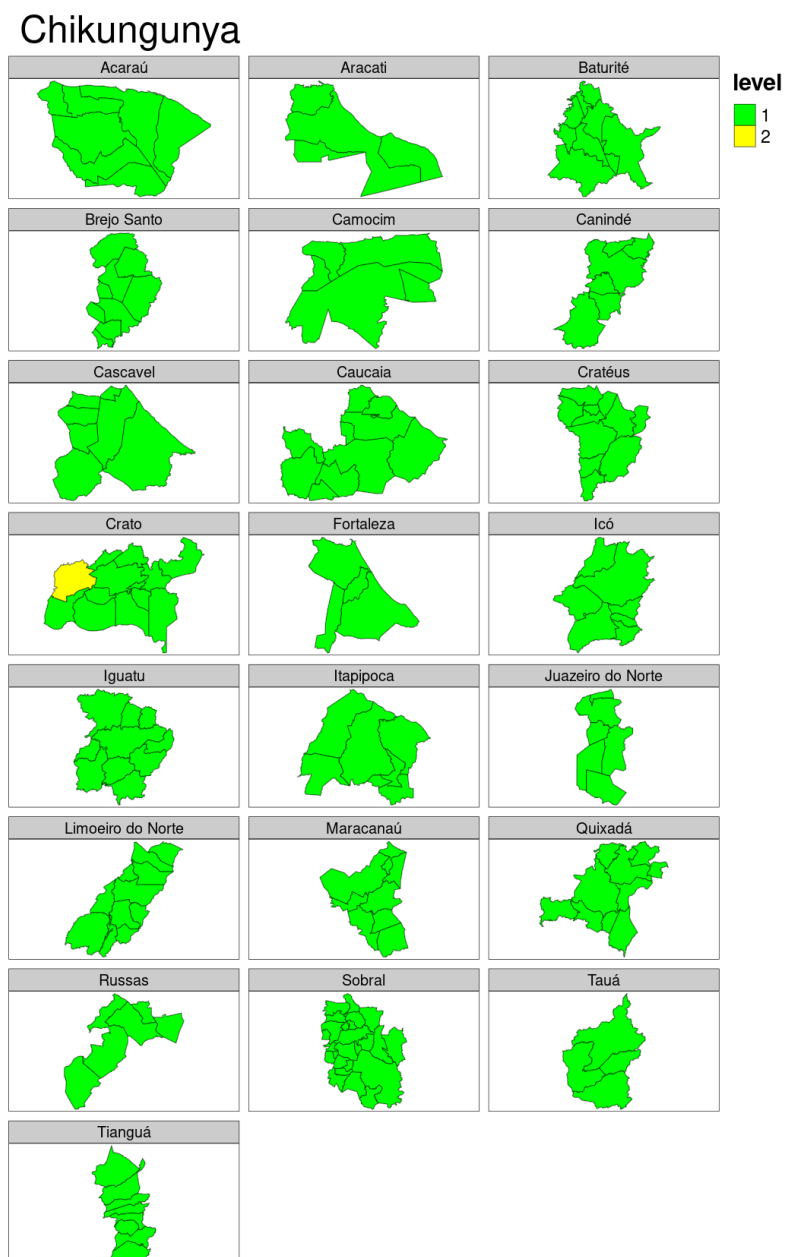 Chikungunya
Acaraú
Aracati
Baturité
level
1
2
Brejo Santo
Camocim
Canindé
Cascavel
Caucaia
Cratéus
Crato
Fortaleza
Icó
Iguatu
Itapipoca
Juazeiro do Norte
Limoeiro do Norte
Maracanaú
Quixadá
Russas
Sobral
Tauá
Tianguá